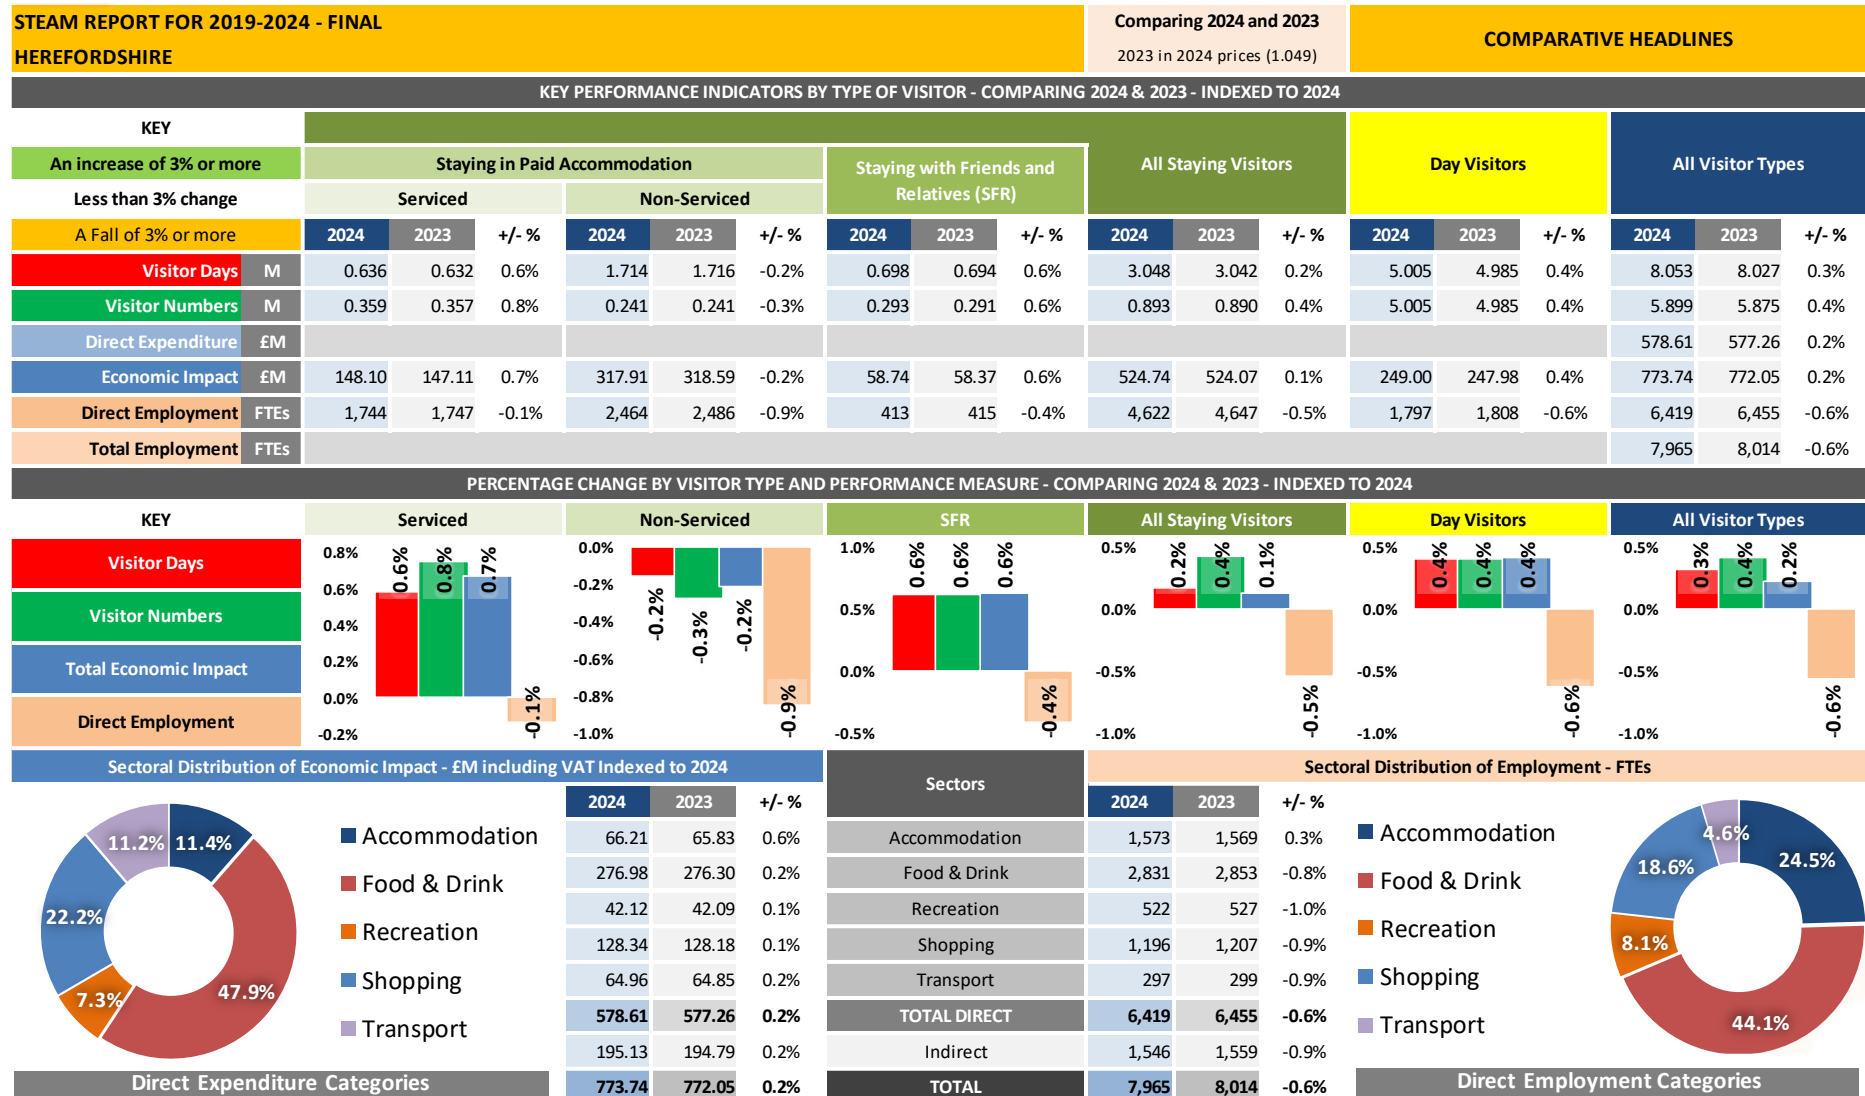 STEAM REPORT FOR 2019-2024 - FINAL
HEREFORDSHIRE
Comparing 2024 and 2023
2023 in 2024 prices (1.049)
COMPARATIVE HEADLINES
KEY PERFORMANCE INDICATORS BY TYPE OF VISITOR - COMPARING 2024 & 2023 - INDEXED TO 2024
KEY
An increase of 3% or more
Less than 3% change
A Fall of 3% or more
Staying in Paid Accommodation
Serviced
Non-Serviced
Staying with Friends and
Relatives (SFR)
All Staying Visitors
Day Visitors
All Visitor Types
2024 2023 +/- % 2024 2023 +/- % 2024 2023 +/- % 2024 2023 +/- % 2024 2023 +/- % 2024 2023 +/- %
Visitor Days M 0.636 0.632 0.6% 1.714 1.716 -0.2% 0.698 0.694 0.6% 3.048 3.042 0.2% 5.005 4.985 0.4% 8.053 8.027 0.3%
Visitor Numbers M 0.359 0.357 0.8% 0.241 0.241 -0.3% 0.293 0.291 0.6% 0.893 0.890 0.4% 5.005 4.985 0.4% 5.899 5.875 0.4%
Direct Expenditure £M 578.61 577.26 0.2%
Economic Impact £M 148.10 147.11 0.7% 317.91 318.59 -0.2% 58.74 58.37 0.6% 524.74 524.07 0.1% 249.00 247.98 0.4% 773.74 772.05 0.2%
Direct Employment FTEs 1,744 1,747 -0.1% 2,464 2,486 -0.9% 413 415 -0.4% 4,622 4,647 -0.5% 1,797 1,808 -0.6% 6,419 6,455 -0.6%
Total Employment FTEs 7,965 8,014 -0.6%
PERCENTAGE CHANGE BY VISITOR TYPE AND PERFORMANCE MEASURE - COMPARING 2024 & 2023 - INDEXED TO 2024
KEY
Visitor Days
Visitor Numbers
Total Economic Impact
Direct Employment
Serviced
0.8%
0.6%
0.4%
0.2%
0.0%
-0.2%
0.6% 0.8% 0.7% -0.1%
Non-Serviced
0.0%
-0.2%
-0.4%
-0.6%
-0.8%
-1.0%
-0.2% -0.3% -0.2% -0.9%
SFR
1.0%
0.5%
0.0%
-0.5%
0.6% 0.6% 0.6% -0.4%
All Staying Visitors
0.5%
0.0%
-0.5%
-1.0%
0.2% 0.4% 0.1% -0.5%
Day Visitors
0.5%
0.0%
-0.5%
-1.0%
0.4% 0.4% 0.4% -0.6%
All Visitor Types
0.5%
0.0%
-0.5%
-1.0%
0.3% 0.4% 0.2% -0.6%
Sectoral Distribution of Economic Impact - £M including VAT Indexed to 2024
Sectors
Sectoral Distribution of Employment - FTEs
11.4%
47.9%
7.3%
22.2%
11.2%
Accommodation
Food & Drink
Recreation
Shopping
Transport
Direct Expenditure Categories
2024 2023 +/- % 2024 2023 +/- %
66.21 65.83 0.6% Accommodation 1,573 1,569 0.3%
276.98 276.30 0.2% Food & Drink 2,831 2,853 -0.8%
42.12 42.09 0.1% Recreation 522 527 -1.0%
128.34 128.18 0.1% Shopping 1,196 1,207 -0.9%
64.96 64.85 0.2% Transport 297 299 -0.9%
578.61 577.26 0.2% TOTAL DIRECT 6,419 6,455 -0.6%
195.13 194.79 0.2% Indirect 1,546 1,559 -0.9%
773.74 772.05 0.2% TOTAL 7,965 8,014 -0.6%
Accommodation
Food & Drink
Recreation
Shopping
Transport
24.5%
44.1%
8.1%
18.6%
4.6%
Direct Employment Categories